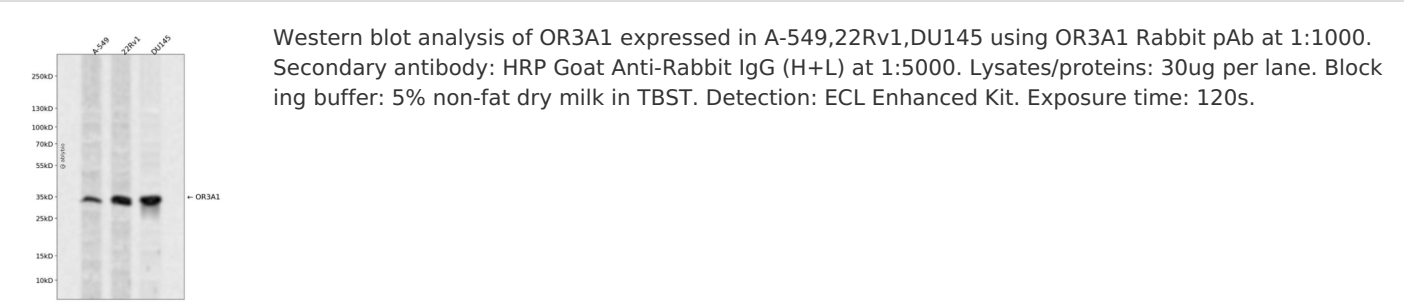 A-549
22Rv1
DU145
250kD
130kD
100kD
70kD
55kD
35kD
25kD
15kD
10kD
@ abiybio
← OR3A1
Western blot analysis of OR3A1 expressed in A-549,22Rv1,DU145 using OR3A1 Rabbit pAb at 1:1000.
Secondary antibody: HRP Goat Anti-Rabbit IgG (H+L) at 1:5000. Lysates/proteins: 30ug per lane. Block
ing buffer: 5% non-fat dry milk in TBST. Detection: ECL Enhanced Kit. Exposure time: 120s.